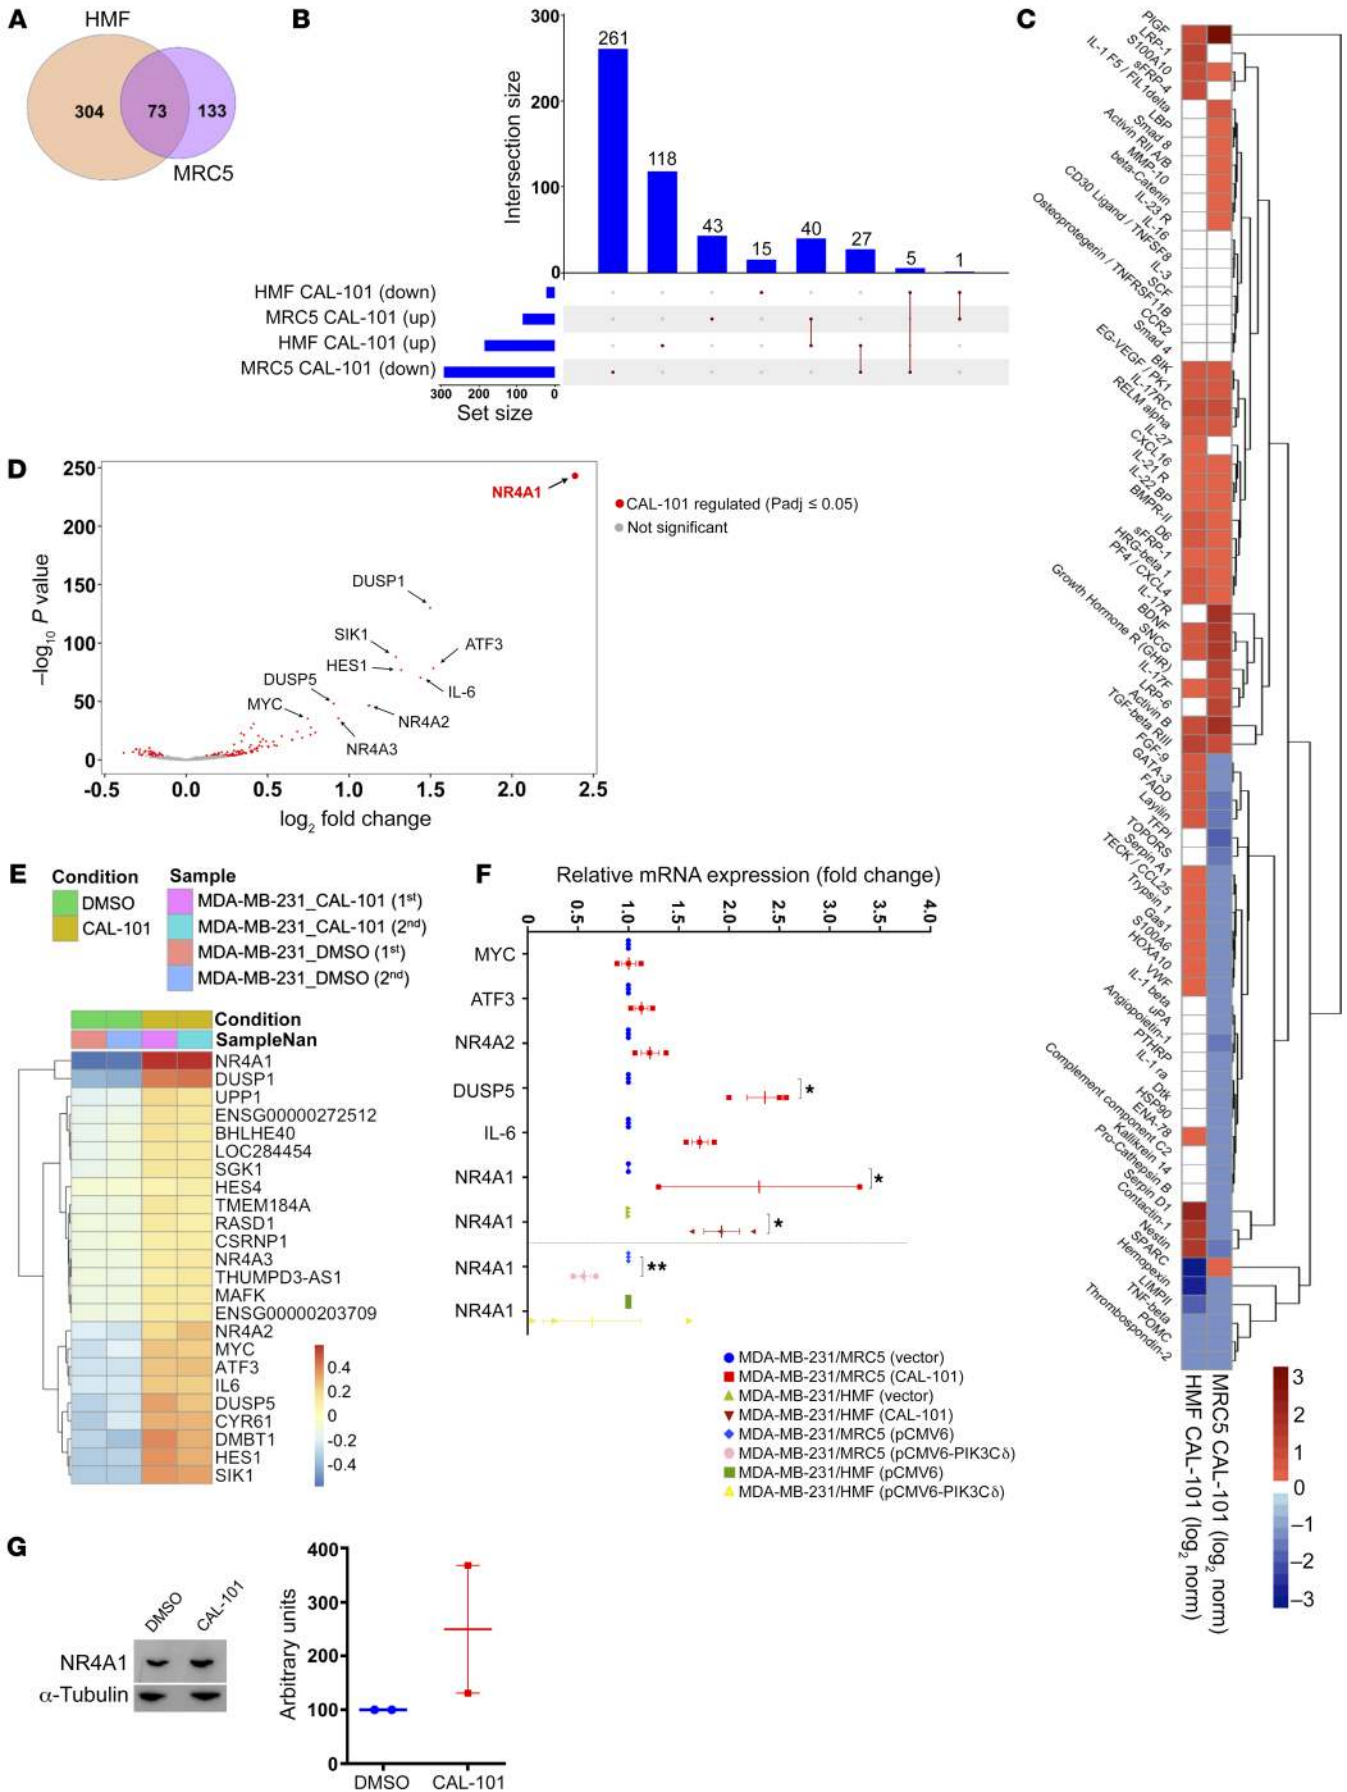 A
HMF
304
73
133
MRC5
B
Intersection size
300
200
100
0
261
118
43
15
40
27
5
1
HMF CAL-101 (down)
MRC5 CAL-101 (up)
HMF CAL-101 (up)
MRC5 CAL-101 (down)
300 200 100 0
Set size
C
PlGF
LRP-1
S100A10
sFRP-4
IL-1 F5 / FIL1delta
LBP
Smad 8
Activin RII A/B
MMP-10
beta-Catenin
IL-23 R
IL-16
CD30 Ligand / TNFSF8
IL-3
SCF
Osteoprotegerin / TNFRSF11B
CCR2
Smad 4
BIK
EG-VEGF / PK1
IL-17RC
RELM alpha
IL-27
CXCL16
IL-21 R
IL-22 BP
BMPR-II
D6
sFRP-1
HRG-beta 1
PF4 / CXCL4
IL-17R
BDNF
SNCG
Growth Hormone R (GHR)
IL-17F
LRP-6
Activin B
TGF-beta RIII
FGF-9
GATA-3
FADD
Layilin
TFPI
TOPORS
Serpin A1
TECK / CCL25
Trypsin 1
Gas1
S100A6
HOXA10
VWF
IL-1 beta
uPA
Angiopoietin-1
PTHRP
IL-1 ra
Dtk
HSP90
ENA-78
Complement component C2
Kallikrein 14
Pro-Cathepsin B
Serpin D1
Contactin-1
Nestin
SPARC
Hemopexin
LIMPII
TNF-beta
POMC
Thrombospondin-2
HMF CAL-101 (log2 norm)
MRC5 CAL-101 (log2 norm)
3
2
1
0
–1
–2
–3
D
–log10 P value
250
200
150
100
50
0
NR4A1
DUSP1
SIK1
ATF3
HES1
IL-6
DUSP5
MYC
NR4A2
NR4A3
-0.5 0.0 0.5 1.0 1.5 2.0 2.5
log2 fold change
CAL-101 regulated (Padj ≤ 0.05)
Not significant
E
Condition
DMSO
CAL-101
Sample
MDA-MB-231_CAL-101 (1st)
MDA-MB-231_CAL-101 (2nd)
MDA-MB-231_DMSO (1st)
MDA-MB-231_DMSO (2nd)
Condition
SampleNan
NR4A1
DUSP1
UPP1
ENSG00000272512
BHLHE40
LOC284454
SGK1
HES4
TMEM184A
RASD1
CSRNP1
NR4A3
THUMPD3-AS1
MAFK
ENSG00000203709
NR4A2
MYC
ATF3
IL6
DUSP5
CYR61
DMBT1
HES1
SIK1
0.4
0.2
0
-0.2
-0.4
F
Relative mRNA expression (fold change)
0 0.5 1.0 1.5 2.0 2.5 3.0 3.5 4.0
MYC
ATF3
NR4A2
DUSP5 *
IL-6
NR4A1 *
NR4A1 *
NR4A1 **
NR4A1
MDA-MB-231/MRC5 (vector)
MDA-MB-231/MRC5 (CAL-101)
MDA-MB-231/HMF (vector)
MDA-MB-231/HMF (CAL-101)
MDA-MB-231/MRC5 (pCMV6)
MDA-MB-231/MRC5 (pCMV6-PIK3Cδ)
MDA-MB-231/HMF (pCMV6)
MDA-MB-231/HMF (pCMV6-PIK3Cδ)
G
DMSO
CAL-101
NR4A1
α-Tubulin
Arbitrary units
400
300
200
100
0
DMSO CAL-101